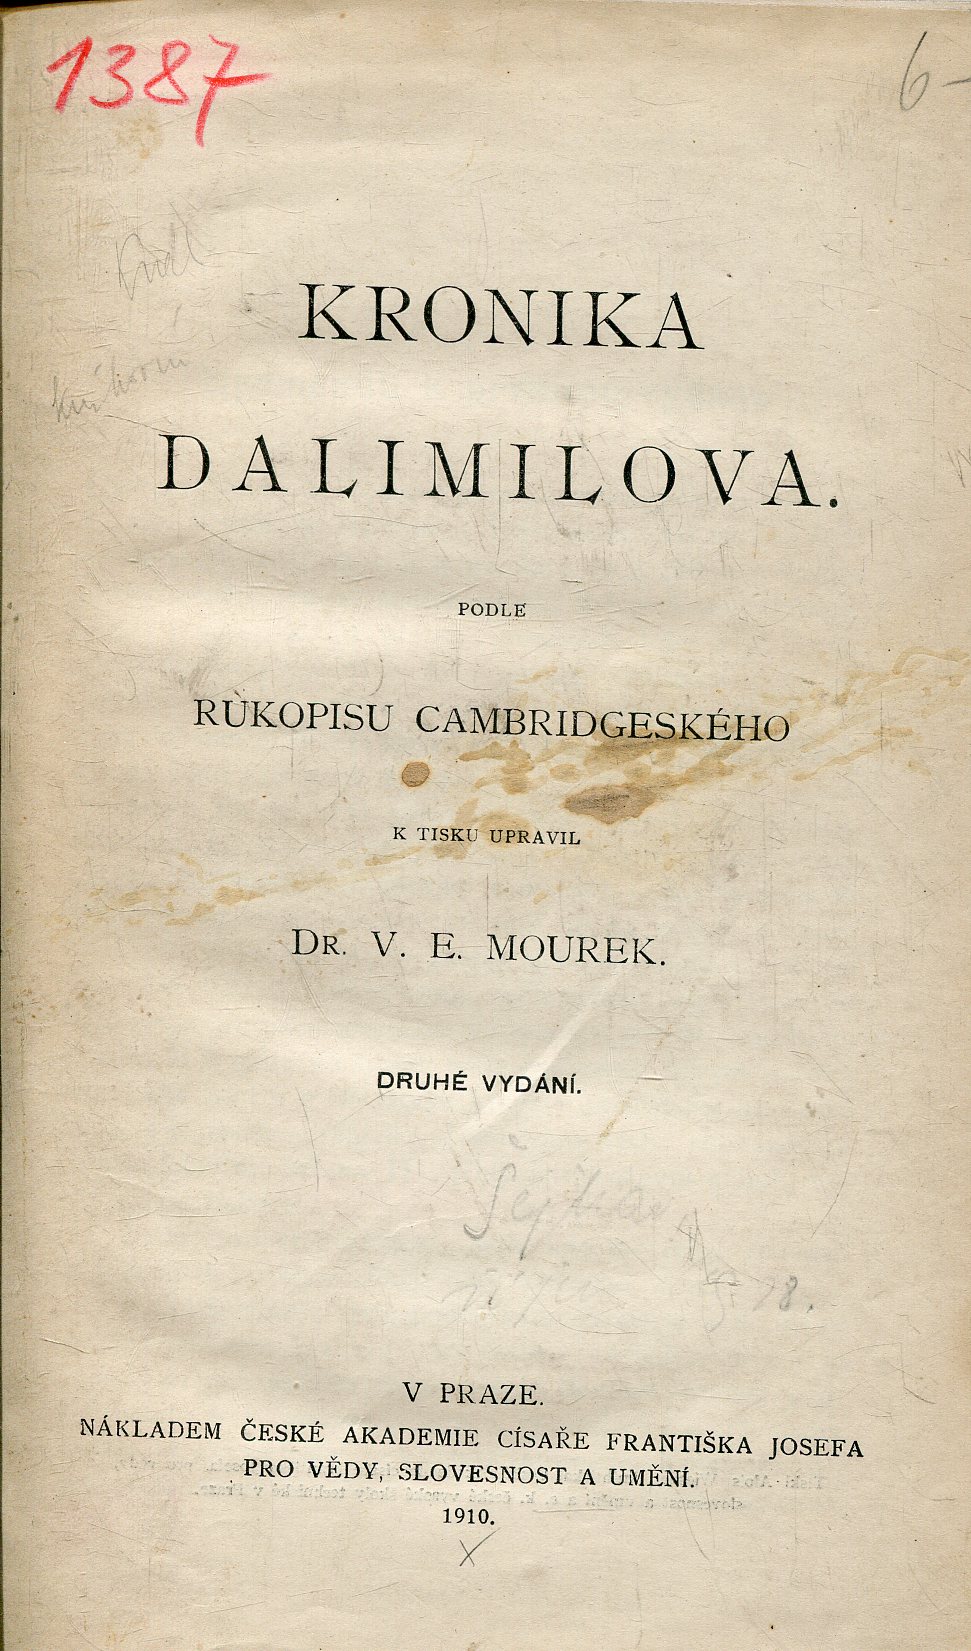 1387
6-
KRONIKA
DALIMILOVA.
PODLE
RUKOPISU CAMBRIDGESKÉHO
K TISKU UPRAVIL
DR. V. E. MOUREK.
DRUHÉ VYDÁNÍ.
V PRAZE.
NÁKLADEM ČESKÉ AKADEMIE CÍSAŘE FRANTIŠKA JOSEFA
PRO VĚDY, SLOVESNOST A UMĚNÍ.
1910.